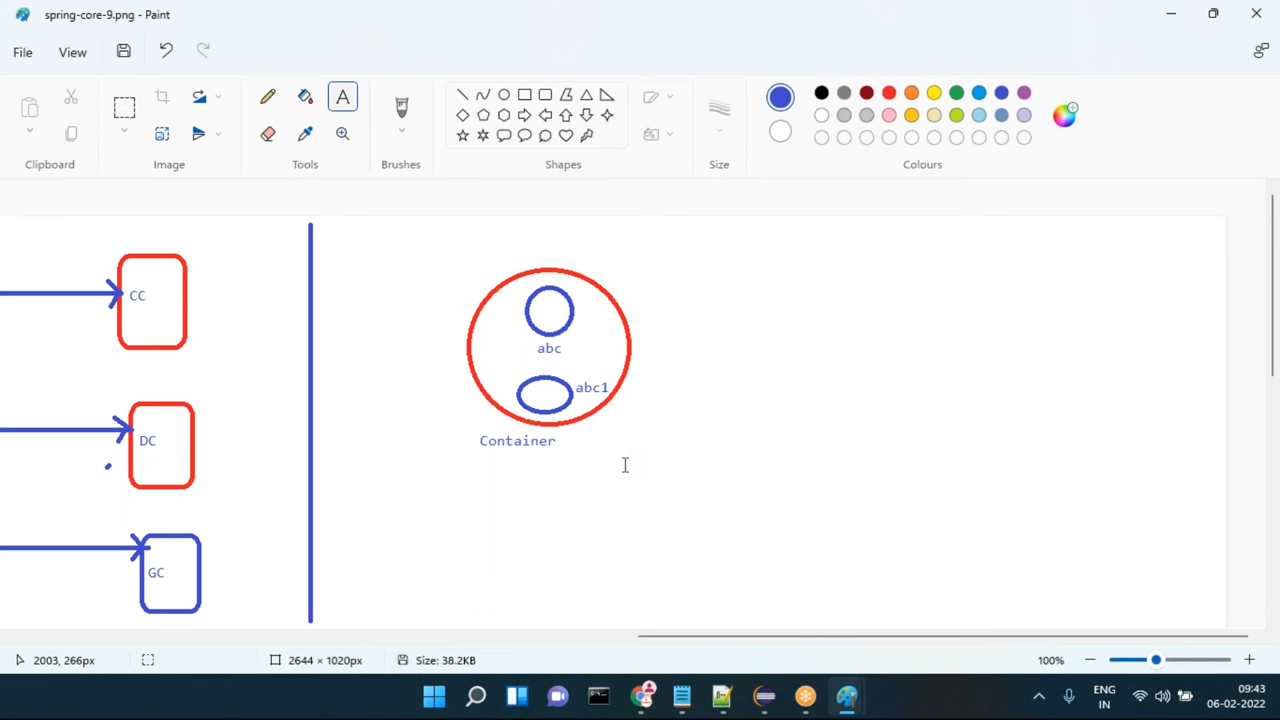 spring-core-9.png - Paint
File View
Clipboard Image Tools Brushes Shapes Size Colours
CC
DC
GC
abc
abc1
Container
2003, 266px 2644 × 1020px Size: 38.2KB 100%
ENG
IN
09:43
06-02-2022